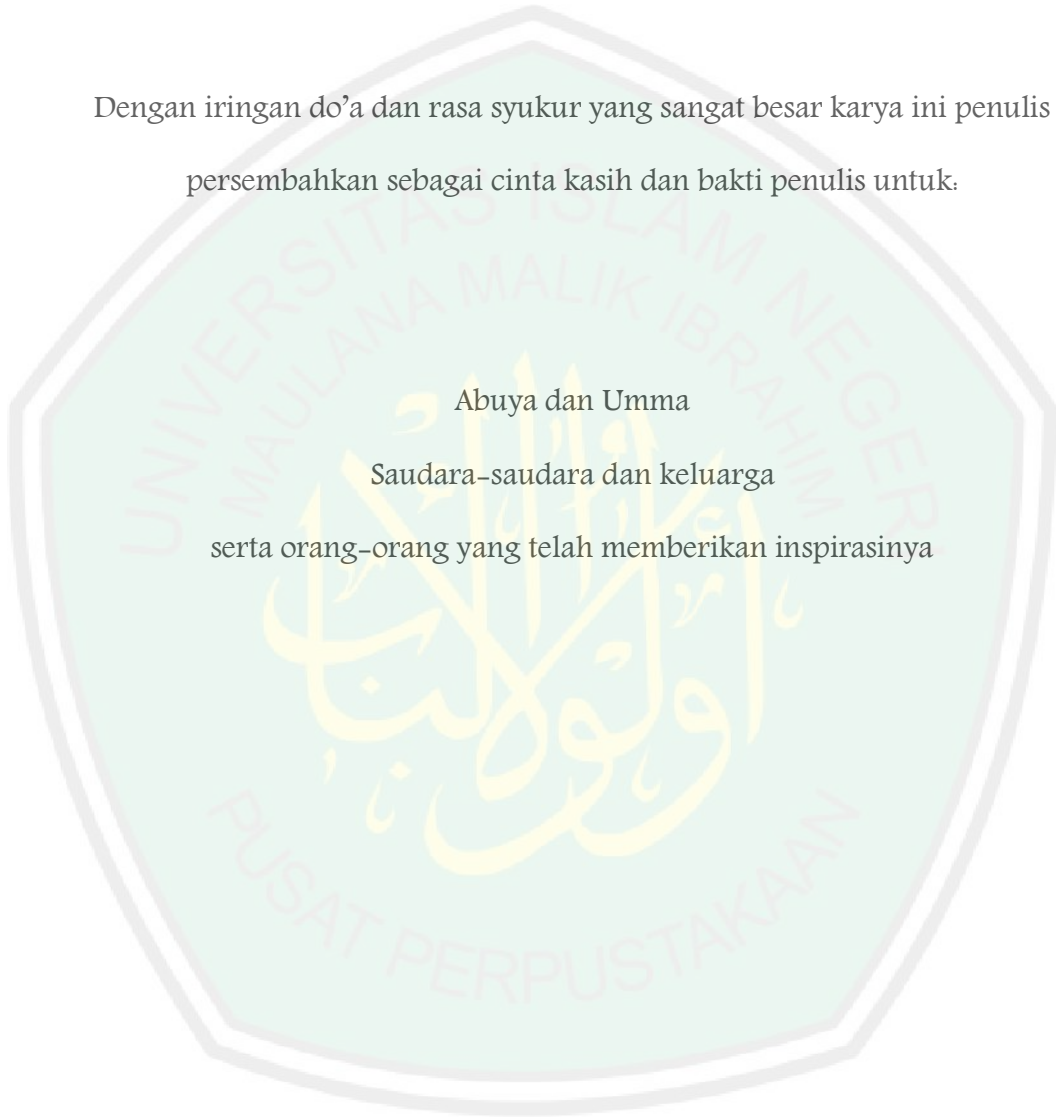 Dengan iringan do’a dan rasa syukur yang sangat besar karya ini penulis
persembahkan sebagai cinta kasih dan bakti penulis untuk:
Abuya dan Umma
Saudara-saudara dan keluarga
serta orang-orang yang telah memberikan inspirasinya
UNIVERSITAS ISLAM NEGERI
MAULANA MALIK IBRAHIM
PUSAT PERPUSTAKAAN